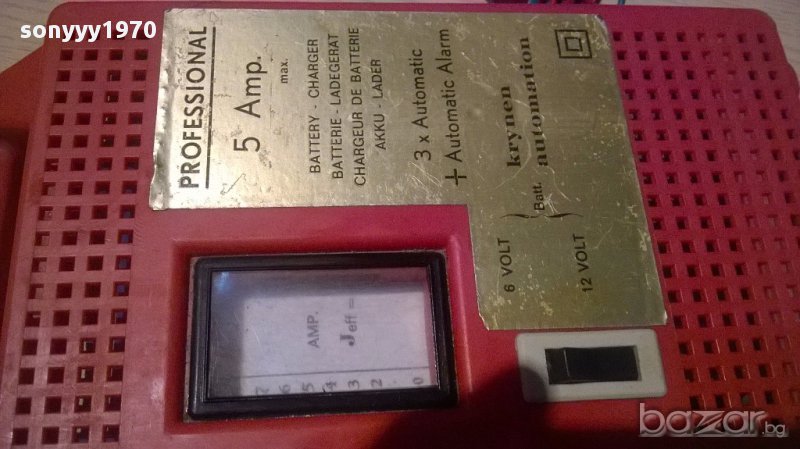 sonyyy1970
PROFESSIONAL
5 Amp.
max.
BATTERY - CHARGER
BATTERIE - LADEGERAT
CHARGEUR DE BATTERIE
AKKU - LADER
3 x Automatic
+ Automatic Alarm
krynen
automation
6 VOLT
12 VOLT
} Batt.
AMP.
Jeff =
7 6 5 4 3 2 0
bazar.bg